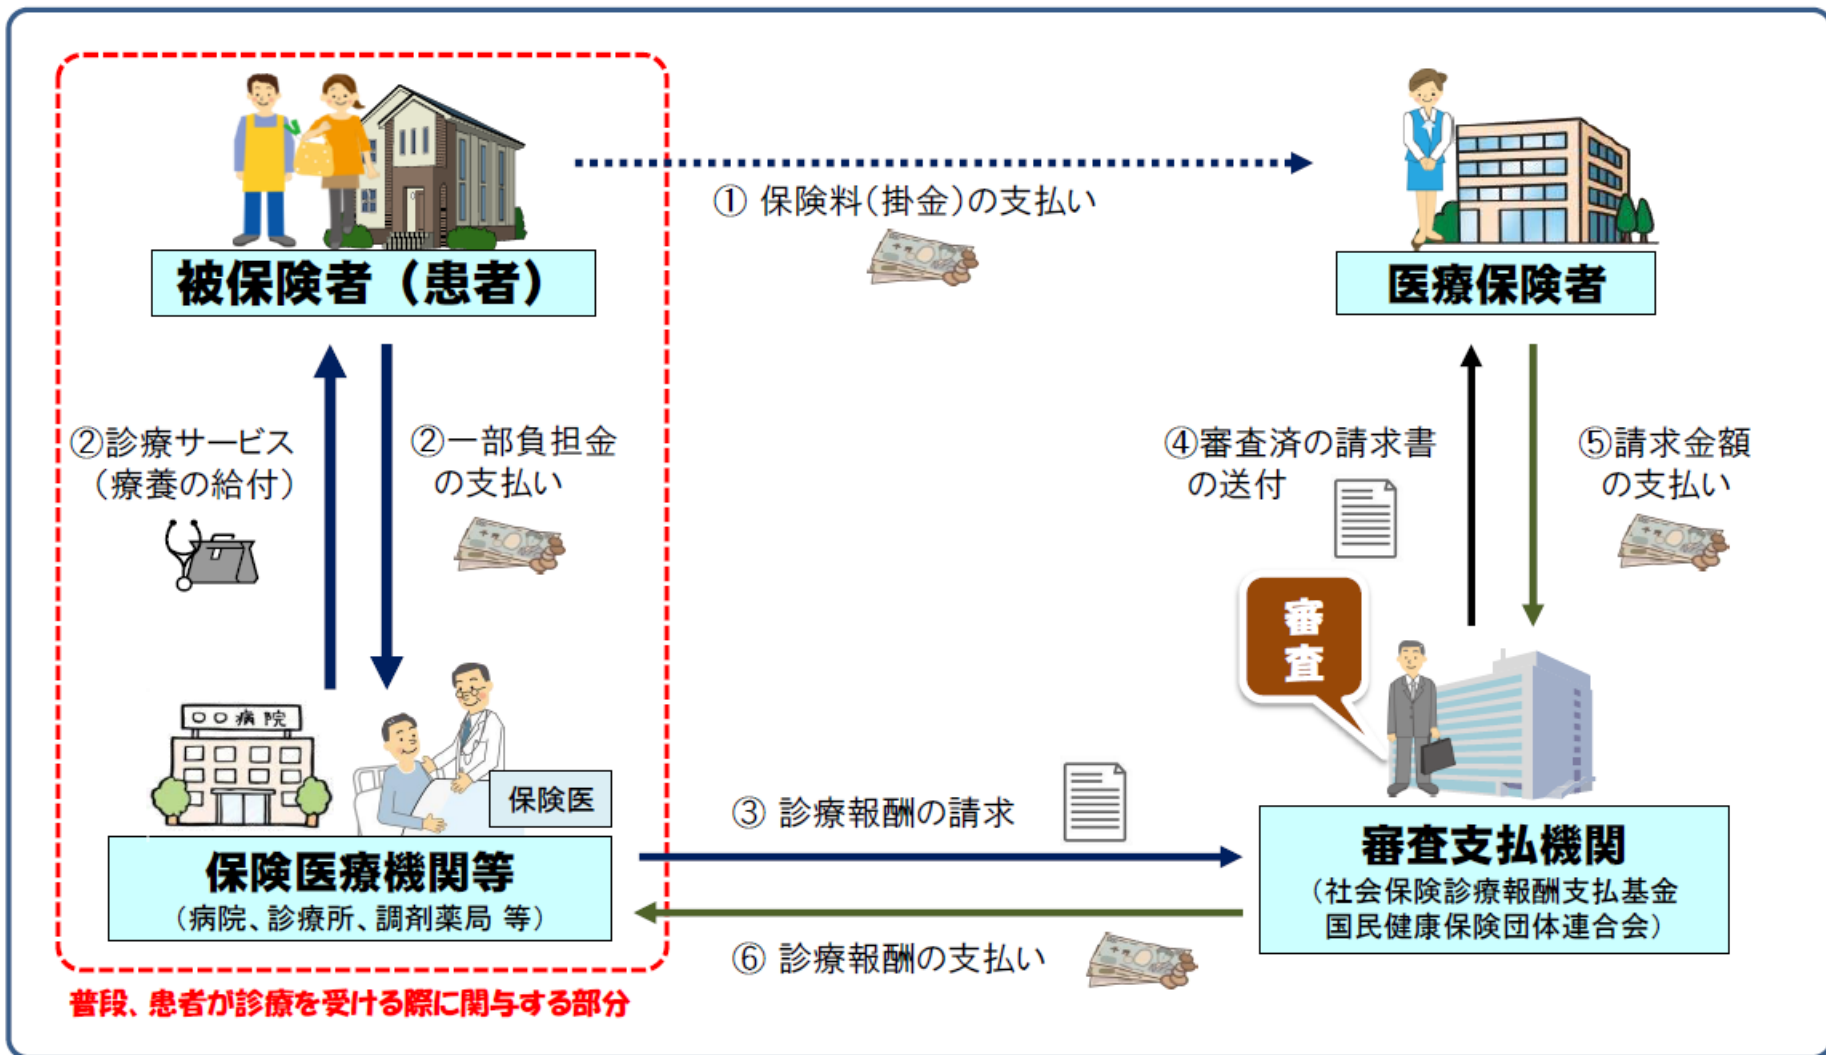 ① 保険料（掛金）の支払い
被保険者（患者）
医療保険者
②診療サービス
（療養の給付）
②一部負担金
の支払い
④審査済の請求書
の送付
⑤請求金額
の支払い
審
査
〇〇病院
保険医
③ 診療報酬の請求
保険医療機関等
（病院、診療所、調剤薬局 等）
審査支払機関
（社会保険診療報酬支払基金
国民健康保険団体連合会）
⑥ 診療報酬の支払い
普段、患者が診療を受ける際に関与する部分